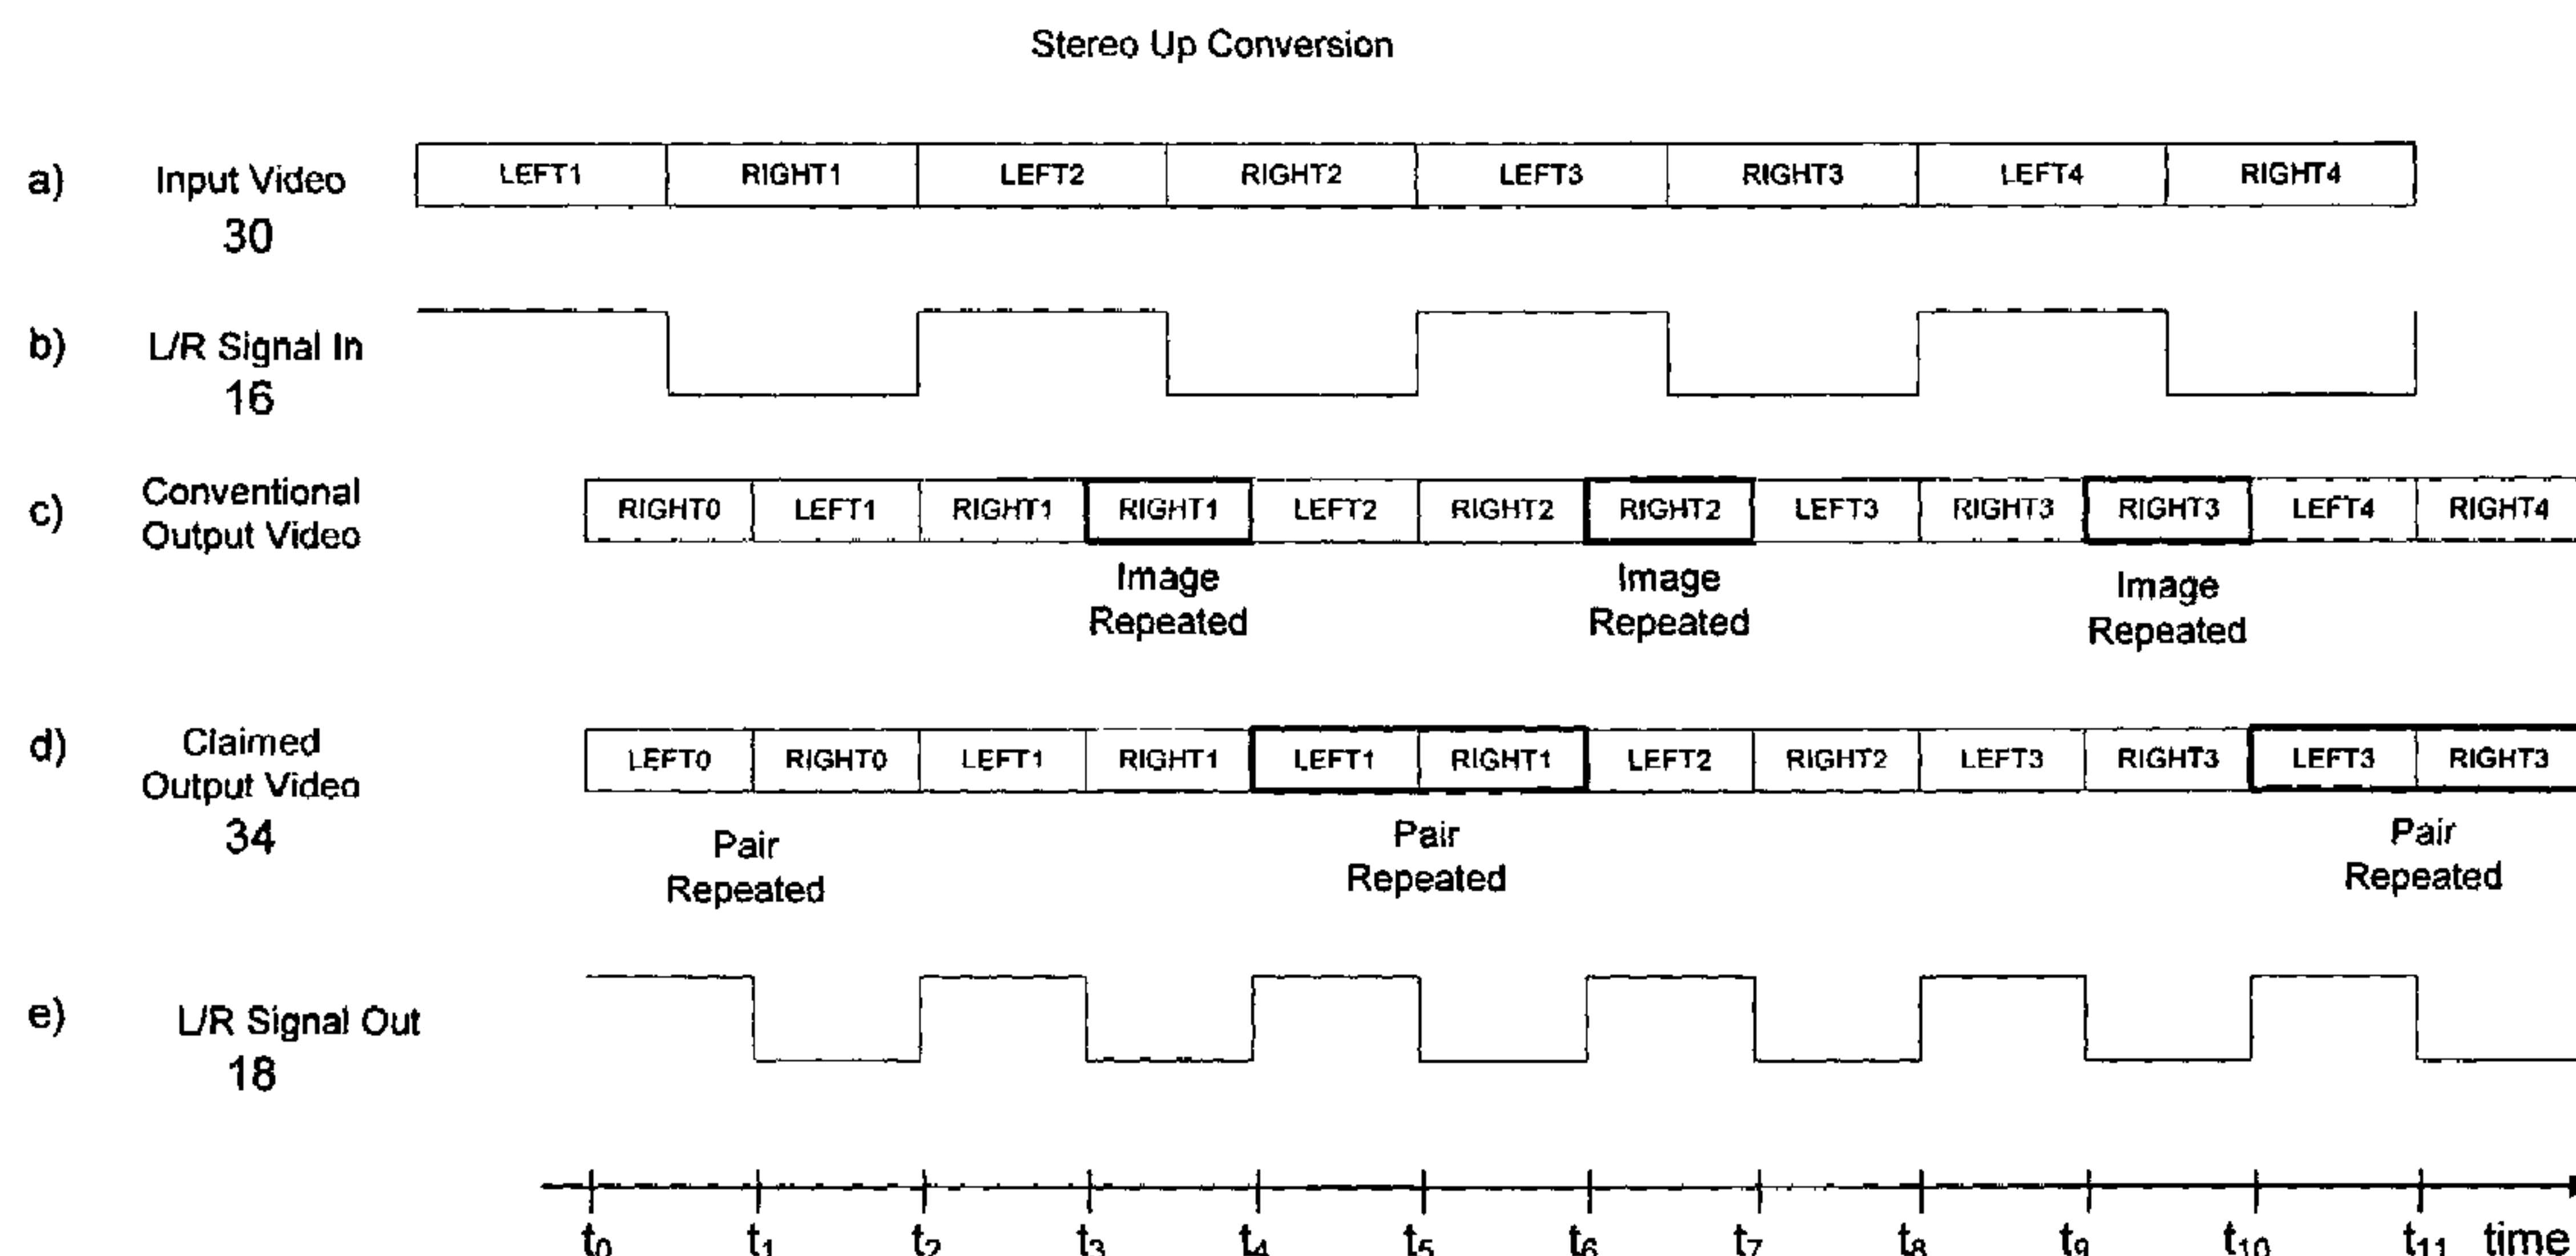 Stereo Up Conversion
a) Input Video 30
LEFT1 RIGHT1 LEFT2 RIGHT2 LEFT3 RIGHT3 LEFT4 RIGHT4
b) L/R Signal In 16
c) Conventional Output Video
RIGHT0 LEFT1 RIGHT1 RIGHT1 LEFT2 RIGHT2 RIGHT2 LEFT3 RIGHT3 RIGHT3 LEFT4 RIGHT4
Image Repeated
Image Repeated
Image Repeated
d) Claimed Output Video 34
LEFT0 RIGHT0 LEFT1 RIGHT1 LEFT1 RIGHT1 LEFT2 RIGHT2 LEFT3 RIGHT3 LEFT3 RIGHT3
Pair Repeated
Pair Repeated
Pair Repeated
e) L/R Signal Out 18
t0 t1 t2 t3 t4 t5 t6 t7 t8 t9 t10 t11 time